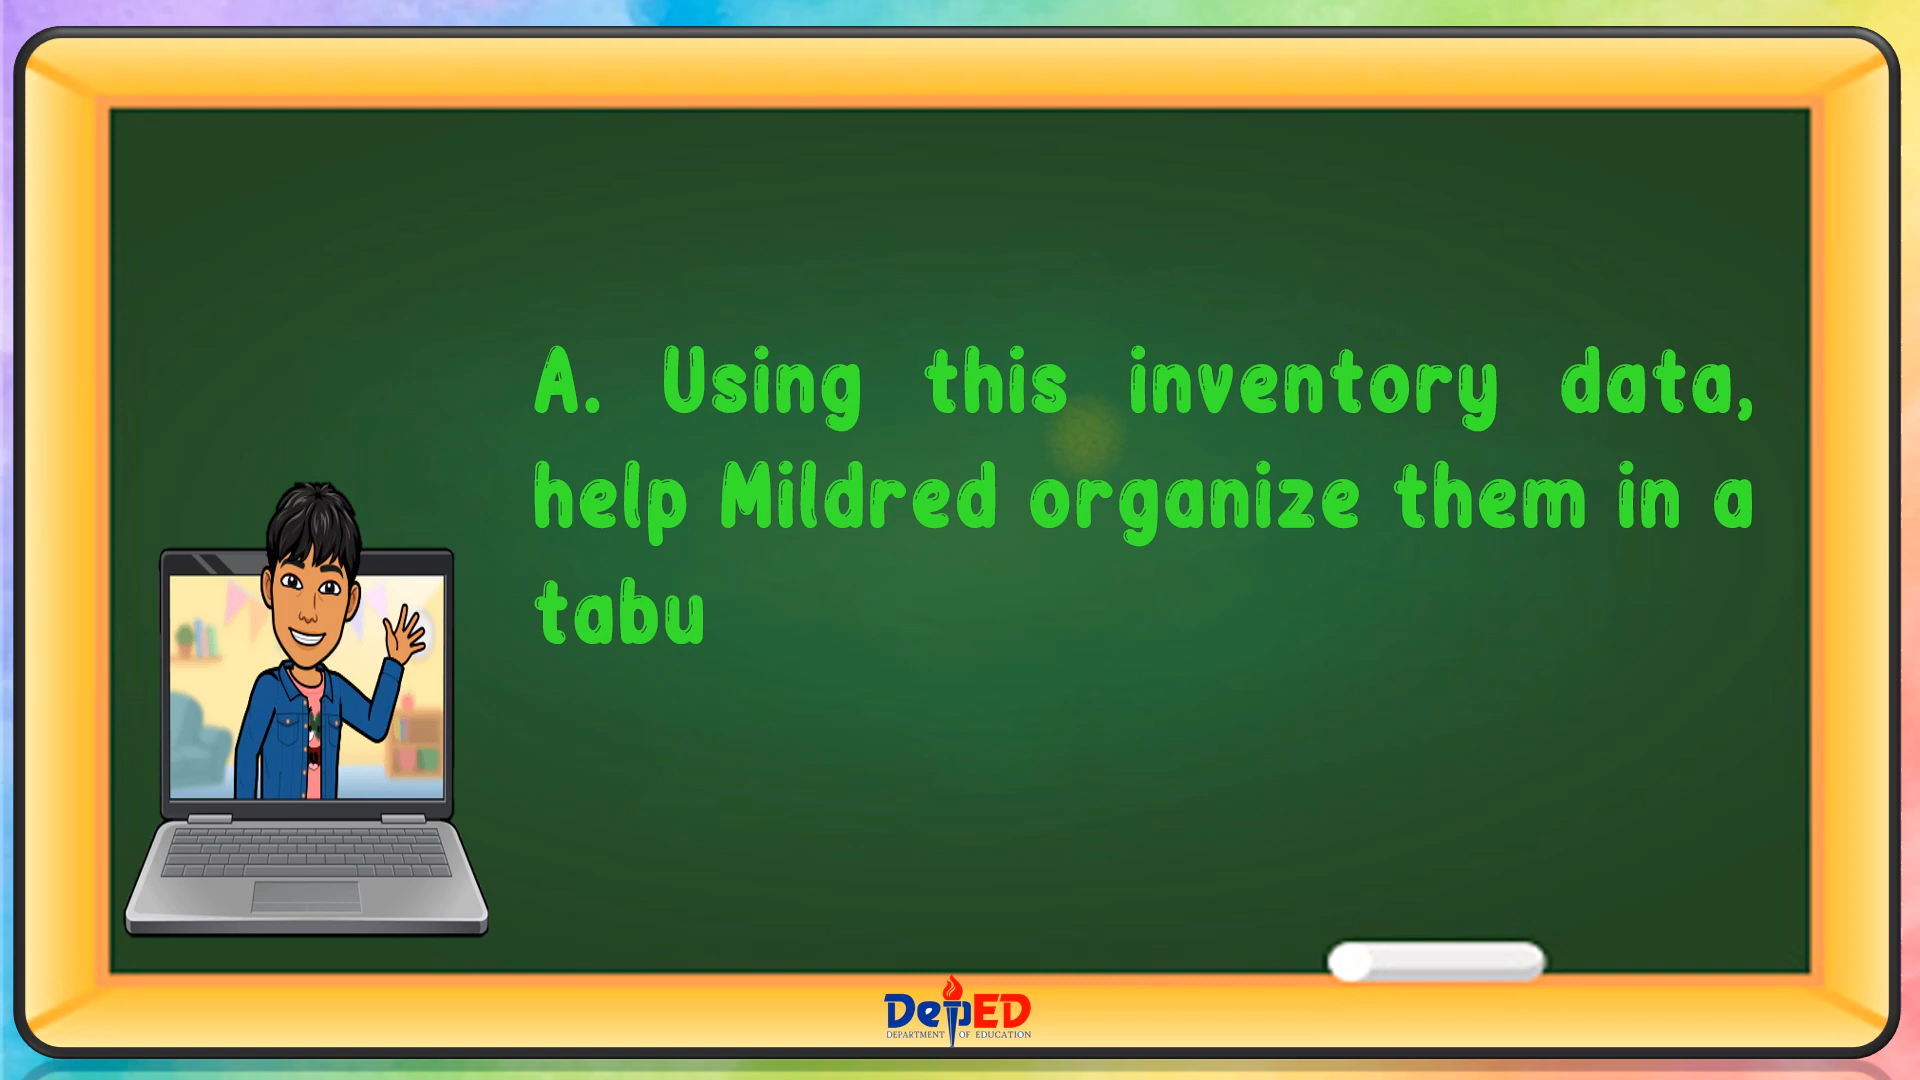 A. Using this inventory data,
help Mildred organize them in a
tabu
DepED
DEPARTMENT OF EDUCATION